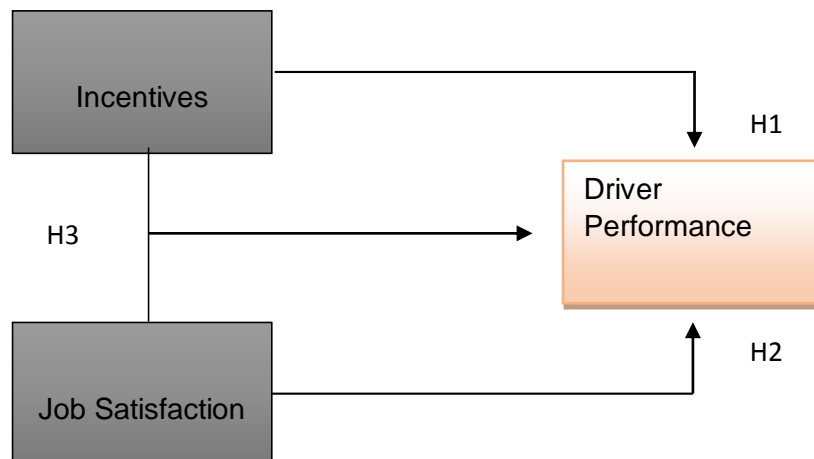 Incentives
H1
Driver
Performance
H3
H2
Job Satisfaction